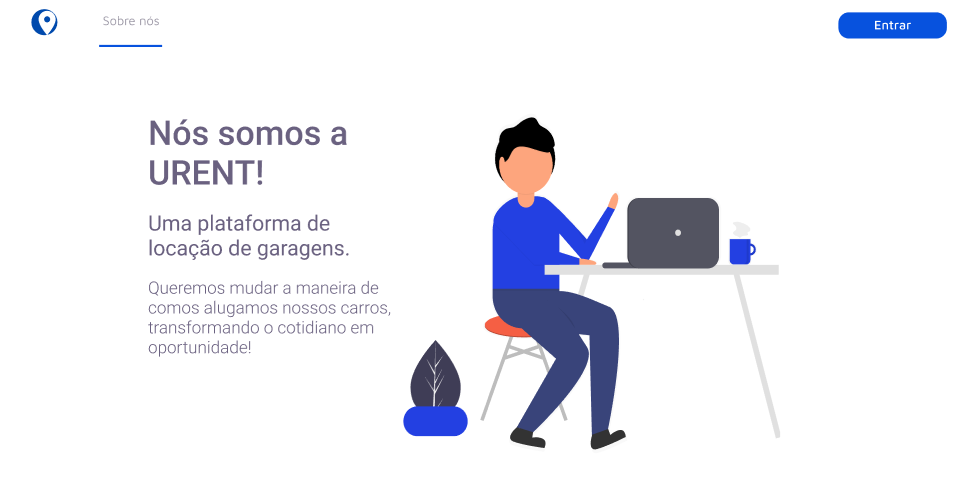 Sobre nós
Entrar
Nós somos a
URENT!
Uma plataforma de
locação de garagens.
Queremos mudar a maneira de
comos alugamos nossos carros,
transformando o cotidiano em
oportunidade!